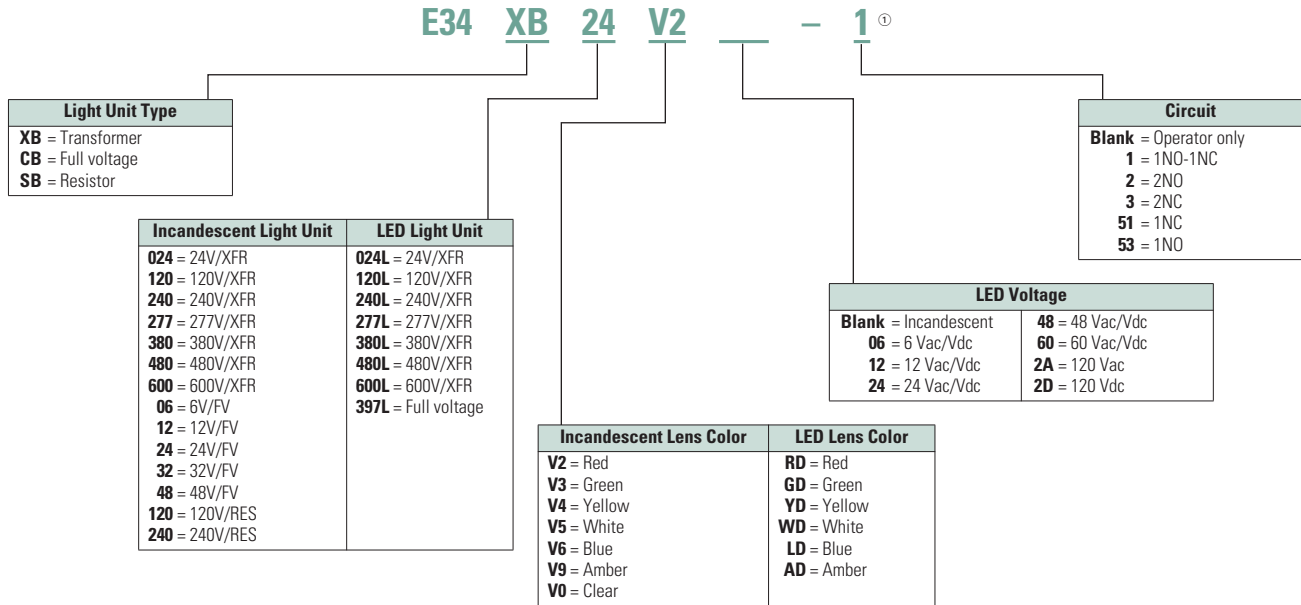 E34 XB 24 V2 __ – 1 ①
Light Unit Type
XB = Transformer
CB = Full voltage
SB = Resistor
Incandescent Light Unit
024 = 24V/XFR
120 = 120V/XFR
240 = 240V/XFR
277 = 277V/XFR
380 = 380V/XFR
480 = 480V/XFR
600 = 600V/XFR
06 = 6V/FV
12 = 12V/FV
24 = 24V/FV
32 = 32V/FV
48 = 48V/FV
120 = 120V/RES
240 = 240V/RES
LED Light Unit
024L = 24V/XFR
120L = 120V/XFR
240L = 240V/XFR
277L = 277V/XFR
380L = 380V/XFR
480L = 480V/XFR
600L = 600V/XFR
397L = Full voltage
Incandescent Lens Color
V2 = Red
V3 = Green
V4 = Yellow
V5 = White
V6 = Blue
V9 = Amber
V0 = Clear
LED Lens Color
RD = Red
GD = Green
YD = Yellow
WD = White
LD = Blue
AD = Amber
LED Voltage
Blank = Incandescent
06 = 6 Vac/Vdc
12 = 12 Vac/Vdc
24 = 24 Vac/Vdc
48 = 48 Vac/Vdc
60 = 60 Vac/Vdc
2A = 120 Vac
2D = 120 Vdc
Circuit
Blank = Operator only
1 = 1NO-1NC
2 = 2NO
3 = 2NC
51 = 1NC
53 = 1NO